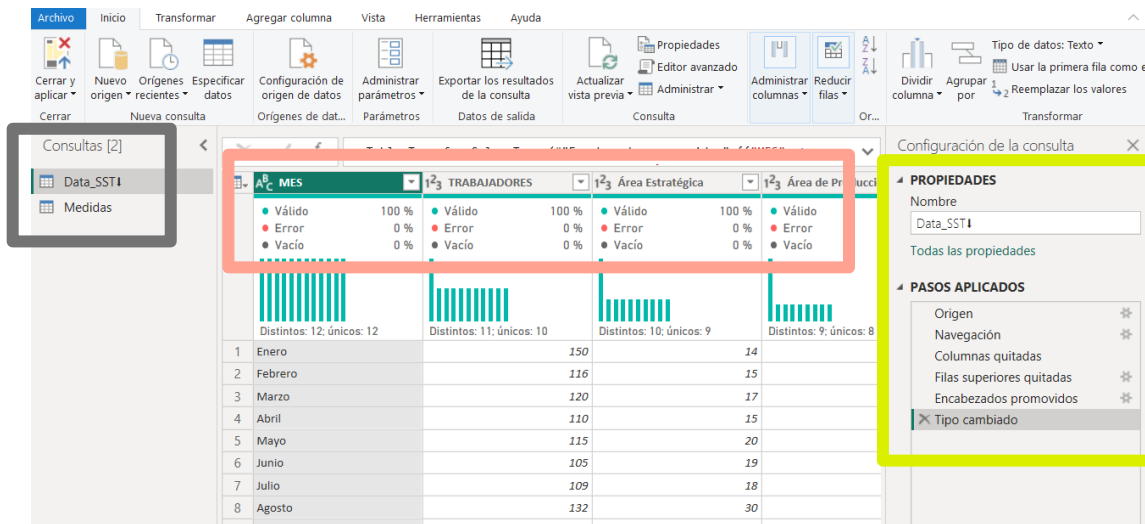 Archivo Inicio Transformar Agregar columna Vista Herramientas Ayuda
Cerrar y aplicar
Nuevo origen
Orígenes recientes
Especificar datos
Configuración de origen de datos
Administrar parámetros
Exportar los resultados de la consulta
Actualizar vista previa
Propiedades
Editor avanzado
Administrar
Administrar columnas
Reducir filas
Dividir columna
Agrupar por
Tipo de datos: Texto
Usar la primera fila como e
Reemplazar los valores
Cerrar Nueva consulta Orígenes de dat... Parámetros Datos de salida Consulta Or... Transformar
Consultas [2]
Data_SST⬇
Medidas
MES TRABAJADORES Área Estratégica Área de Producci
Válido 100 % Válido 100 % Válido 100 % Válido
Error 0 % Error 0 % Error 0 % Error
Vacío 0 % Vacío 0 % Vacío 0 % Vacío
Distintos: 12; únicos: 12 Distintos: 11; únicos: 10 Distintos: 10; únicos: 9 Distintos: 9; únicos: 8
1 Enero 150 14
2 Febrero 116 15
3 Marzo 120 17
4 Abril 110 15
5 Mayo 115 20
6 Junio 105 19
7 Julio 109 18
8 Agosto 132 30
Configuración de la consulta
PROPIEDADES
Nombre
Data_SST⬇
Todas las propiedades
PASOS APLICADOS
Origen
Navegación
Columnas quitadas
Filas superiores quitadas
Encabezados promovidos
Tipo cambiado